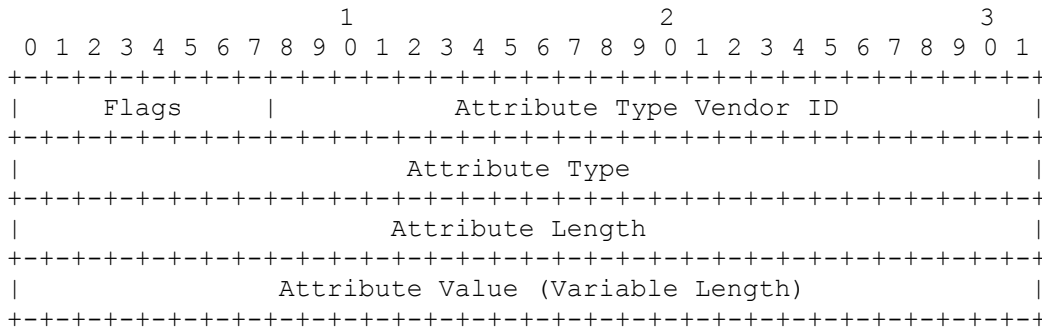 1                   2                   3
 0 1 2 3 4 5 6 7 8 9 0 1 2 3 4 5 6 7 8 9 0 1 2 3 4 5 6 7 8 9 0 1
+-+-+-+-+-+-+-+-+-+-+-+-+-+-+-+-+-+-+-+-+-+-+-+-+-+-+-+-+-+-+-+-+
|     Flags     |           Attribute Type Vendor ID            |
+-+-+-+-+-+-+-+-+-+-+-+-+-+-+-+-+-+-+-+-+-+-+-+-+-+-+-+-+-+-+-+-+
|                        Attribute Type                         |
+-+-+-+-+-+-+-+-+-+-+-+-+-+-+-+-+-+-+-+-+-+-+-+-+-+-+-+-+-+-+-+-+
|                       Attribute Length                        |
+-+-+-+-+-+-+-+-+-+-+-+-+-+-+-+-+-+-+-+-+-+-+-+-+-+-+-+-+-+-+-+-+
|                Attribute Value (Variable Length)              |
+-+-+-+-+-+-+-+-+-+-+-+-+-+-+-+-+-+-+-+-+-+-+-+-+-+-+-+-+-+-+-+-+